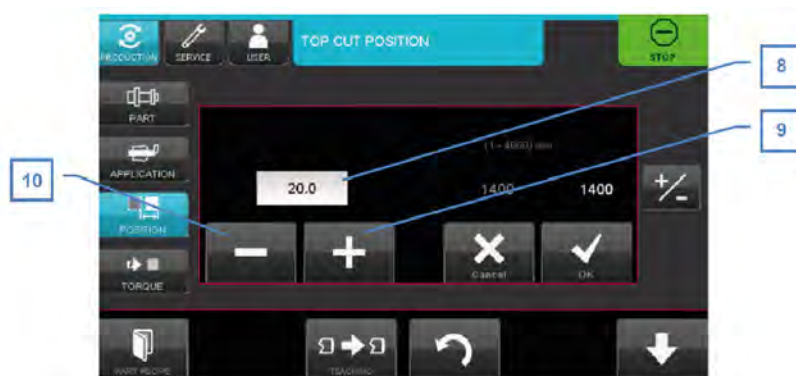 PRODUCTION
SERVICE
USER
TOP CUT POSITION
STOP
8
PART
9
(1 - 4000) mm
APPLICATION
10
20.0
1400
1400
+/-
POSITION
Cancel
OK
TORQUE
PART RECIPE
TEACHING